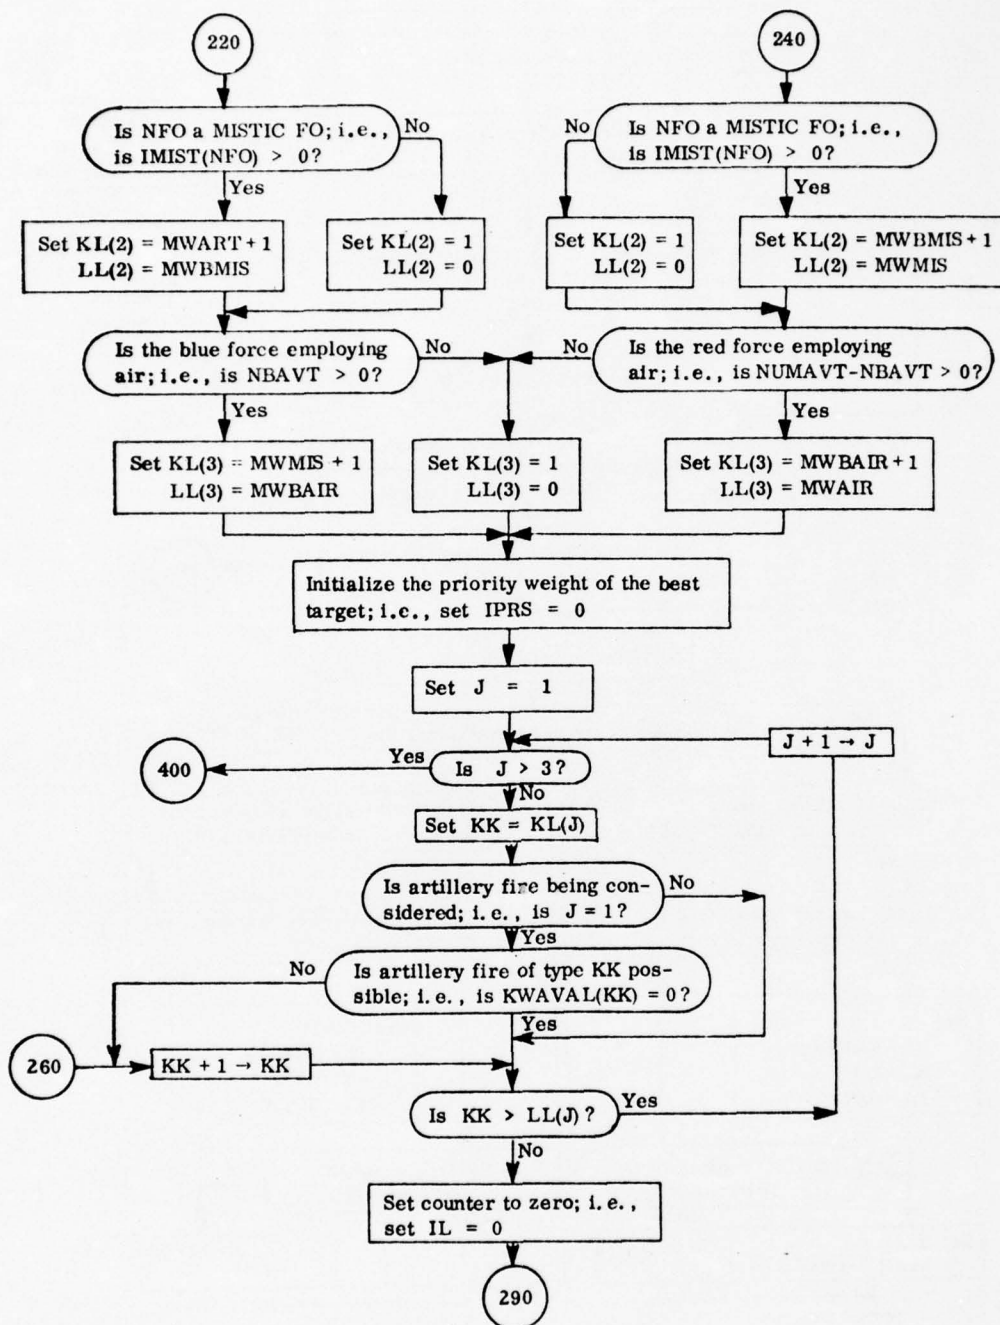 220
240
Is NFO a MISTIC FO; i.e.,
is IMIST(NFO) > 0?
No
Yes
No
Is NFO a MISTIC FO; i.e.,
is IMIST(NFO) > 0?
Yes
Set KL(2) = MWART + 1
LL(2) = MWBMIS
Set KL(2) = 1
LL(2) = 0
Set KL(2) = 1
LL(2) = 0
Set KL(2) = MWBMIS + 1
LL(2) = MWMIS
Is the blue force employing
air; i.e., is NBAVT > 0?
No
Yes
No
Is the red force employing
air; i.e., is NUMAVT-NBAVT > 0?
Yes
Set KL(3) = MWMIS + 1
LL(3) = MWBAIR
Set KL(3) = 1
LL(3) = 0
Set KL(3) = MWBAIR + 1
LL(3) = MWAIR
Initialize the priority weight of the best
target; i.e., set IPRS = 0
Set J = 1
J + 1 → J
400
Yes
Is J > 3?
No
Set KK = KL(J)
Is artillery fire being con-
sidered; i.e., is J = 1?
No
Yes
No
Is artillery fire of type KK pos-
sible; i.e., is KWAVAL(KK) = 0?
Yes
260
KK + 1 → KK
Is KK > LL(J)?
Yes
No
Set counter to zero; i.e.,
set IL = 0
290